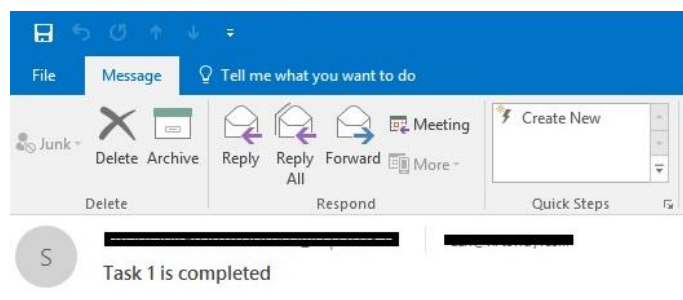 File Message Tell me what you want to do
Junk
Delete Archive Reply Reply All Forward Meeting More
Create New
Delete Respond Quick Steps
S
Task 1 is completed